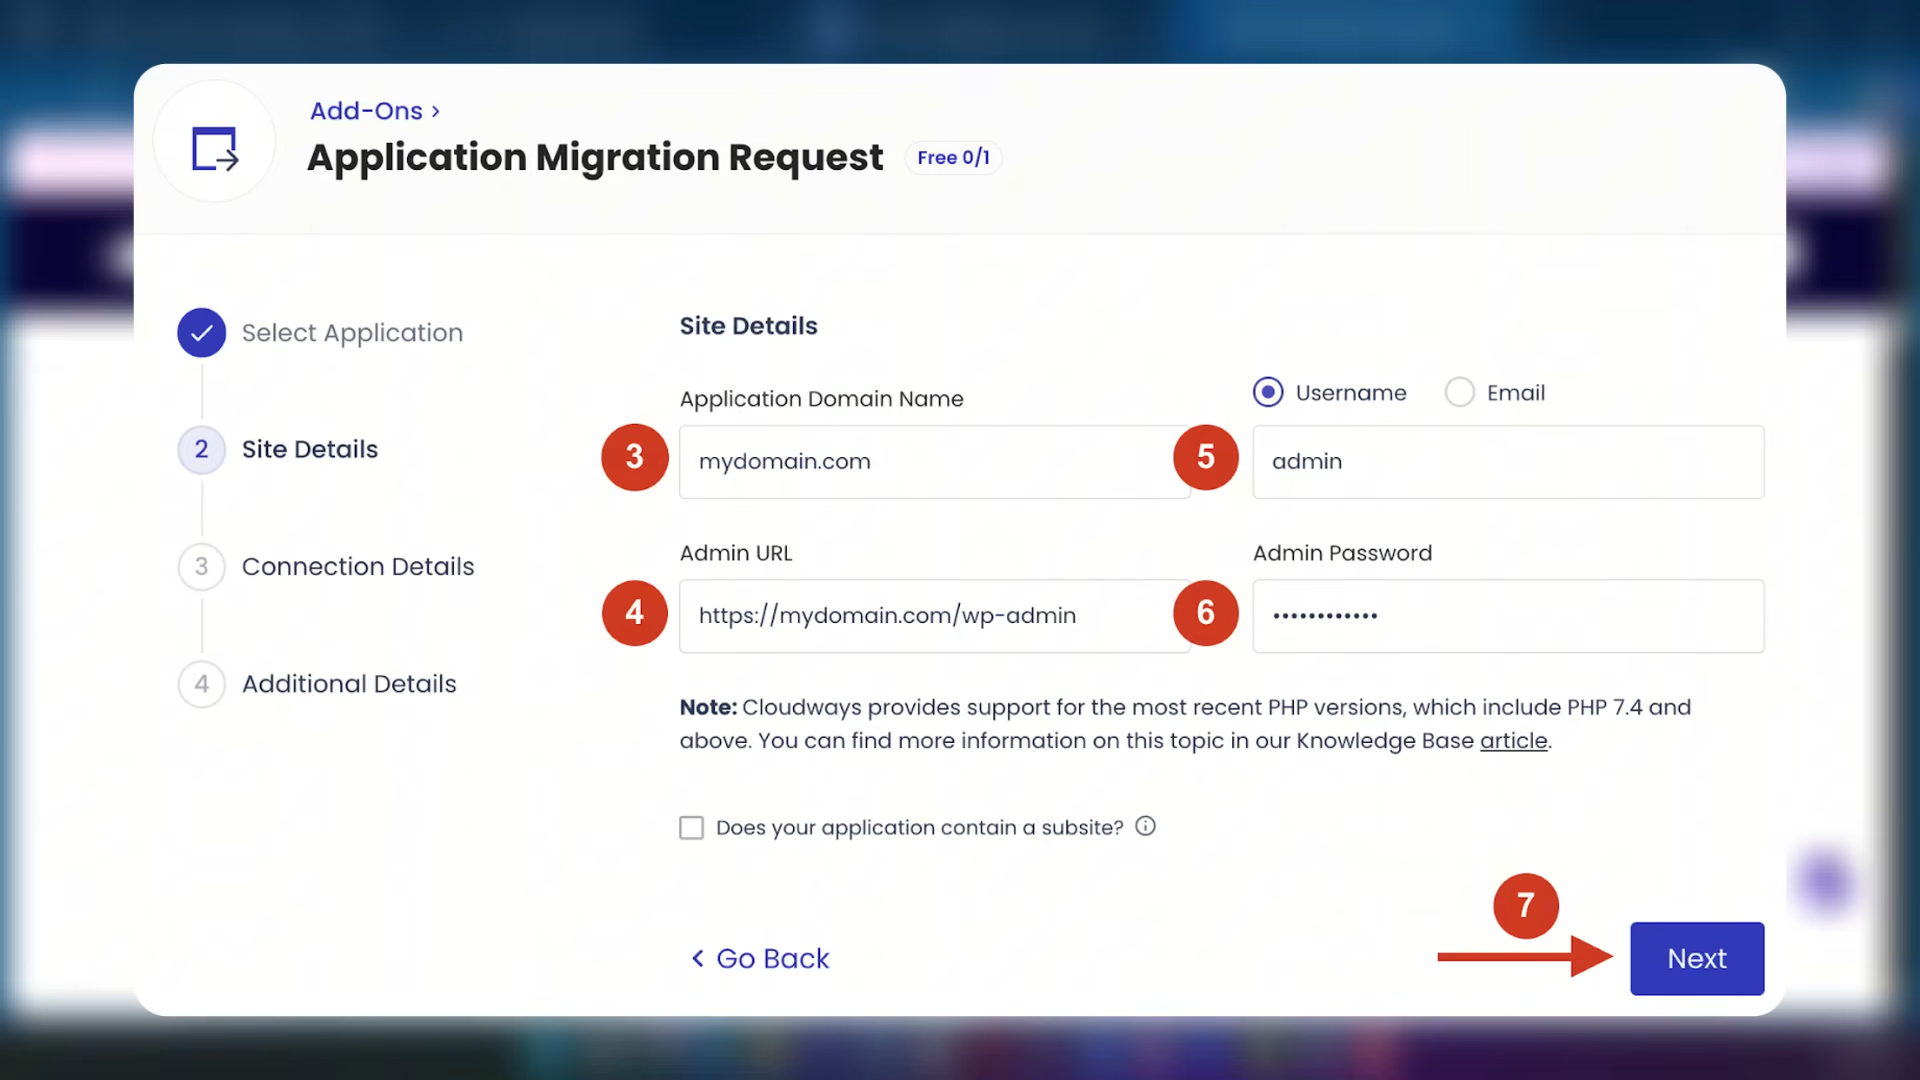 Add-Ons ›
Application Migration Request Free 0/1
Select Application
2 Site Details
3 Connection Details
4 Additional Details
Site Details
Application Domain Name
3 mydomain.com
Username Email
5 admin
Admin URL
4 https://mydomain.com/wp-admin
Admin Password
6 ••••••••••••
Note: Cloudways provides support for the most recent PHP versions, which include PHP 7.4 and
above. You can find more information on this topic in our Knowledge Base article.
Does your application contain a subsite?
7
‹ Go Back
Next